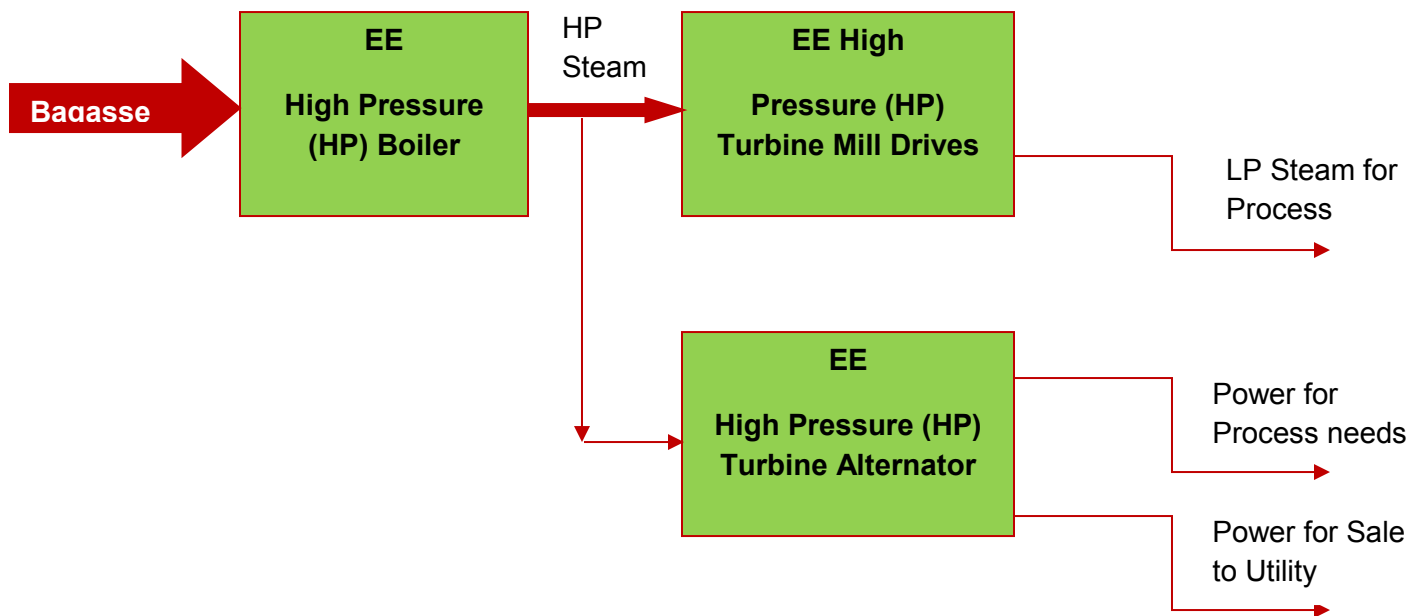 Bagasse
EE
High Pressure
(HP) Boiler
HP
Steam
EE High
Pressure (HP)
Turbine Mill Drives
LP Steam for
Process
EE
High Pressure (HP)
Turbine Alternator
Power for
Process needs
Power for Sale
to Utility